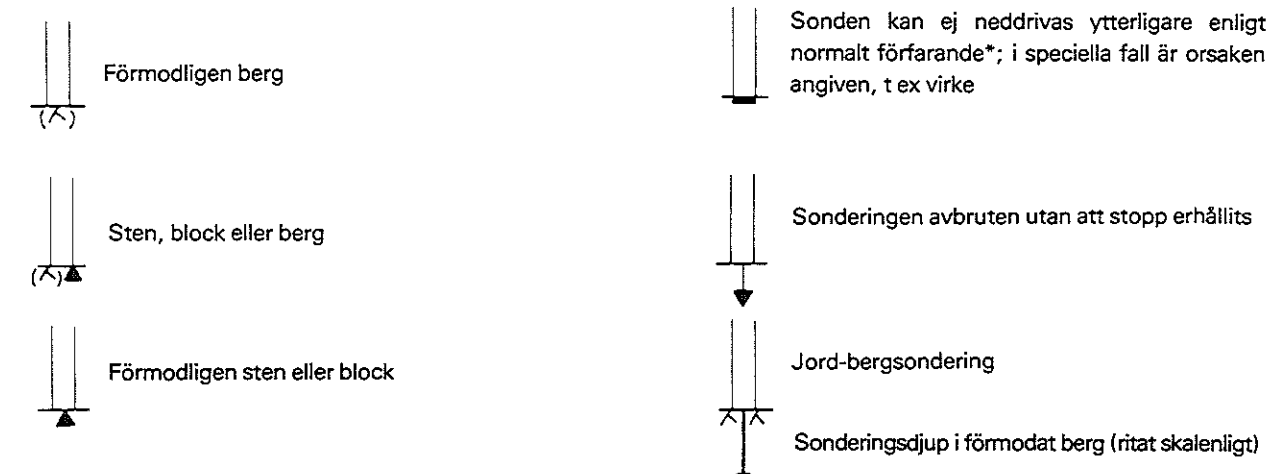 Förmodligen berg
Sten, block eller berg
Förmodligen sten eller block
Sonden kan ej neddrivas ytterligare enligt
normalt förfarande*; i speciella fall är orsaken
angiven, t ex virke
Sonderingen avbruten utan att stopp erhållits
Jord-bergsondering
Sonderingsdjup i förmodat berg (ritat skalenligt)